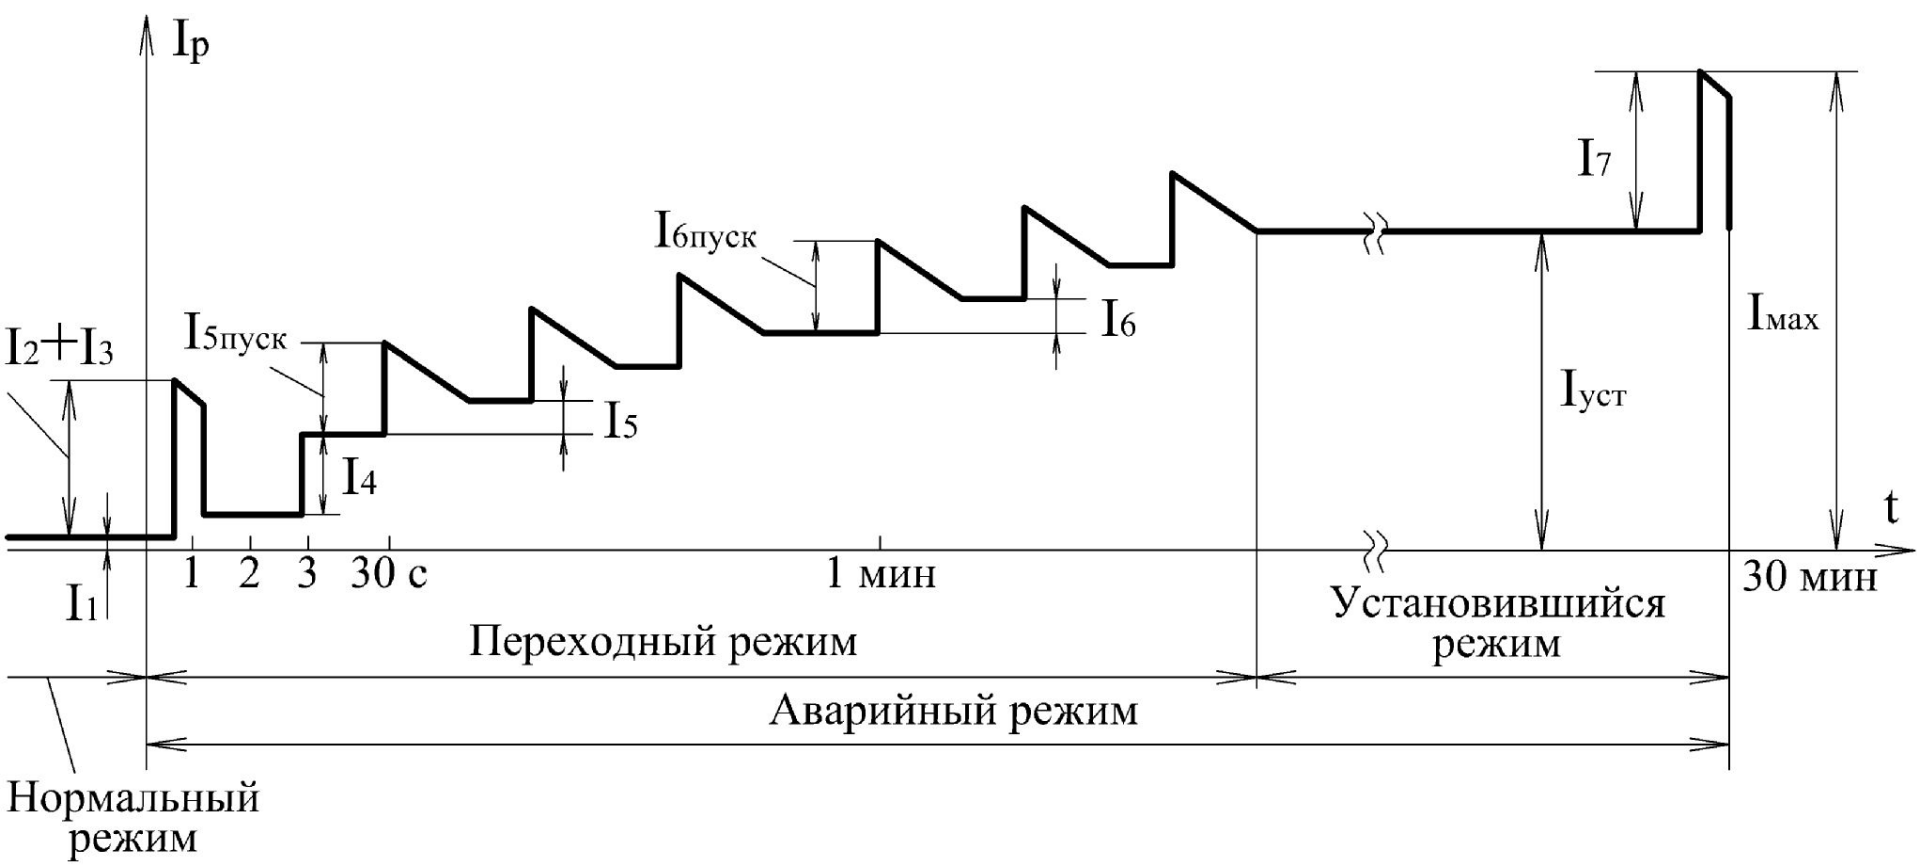 Iр
I7
I6пуск
I6
Iмах
I2+I3
I5пуск
I5
Iуст
I4
t
I1
1
2
3
30 с
1 мин
30 мин
Установившийся
режим
Переходный режим
Аварийный режим
Нормальный
режим